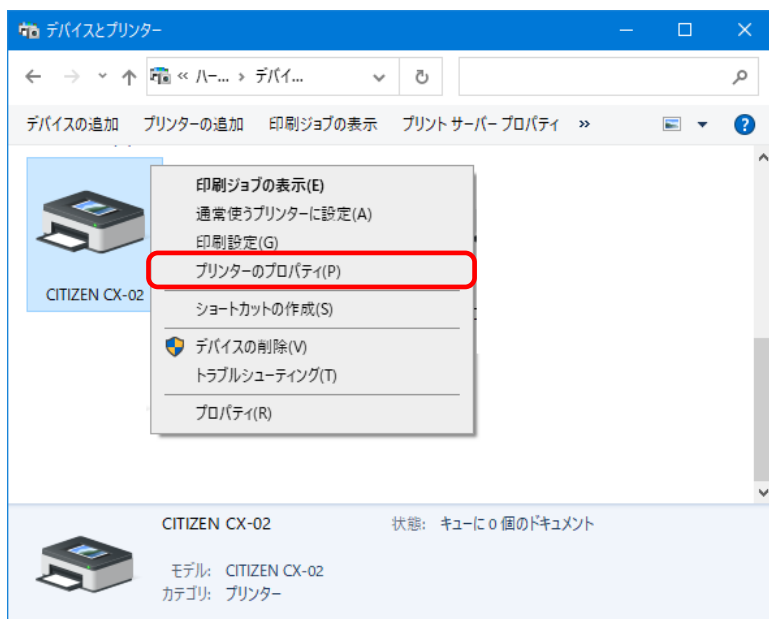 デバイスとプリンター
« ハー... › デバイ...
デバイスの追加 プリンターの追加 印刷ジョブの表示 プリント サーバー プロパティ »
印刷ジョブの表示(E)
通常使うプリンターに設定(A)
印刷設定(G)
プリンターのプロパティ(P)
CITIZEN CX-02
ショートカットの作成(S)
デバイスの削除(V)
トラブルシューティング(T)
プロパティ(R)
CITIZEN CX-02 状態: キューに 0 個のドキュメント
モデル: CITIZEN CX-02
カテゴリ: プリンター